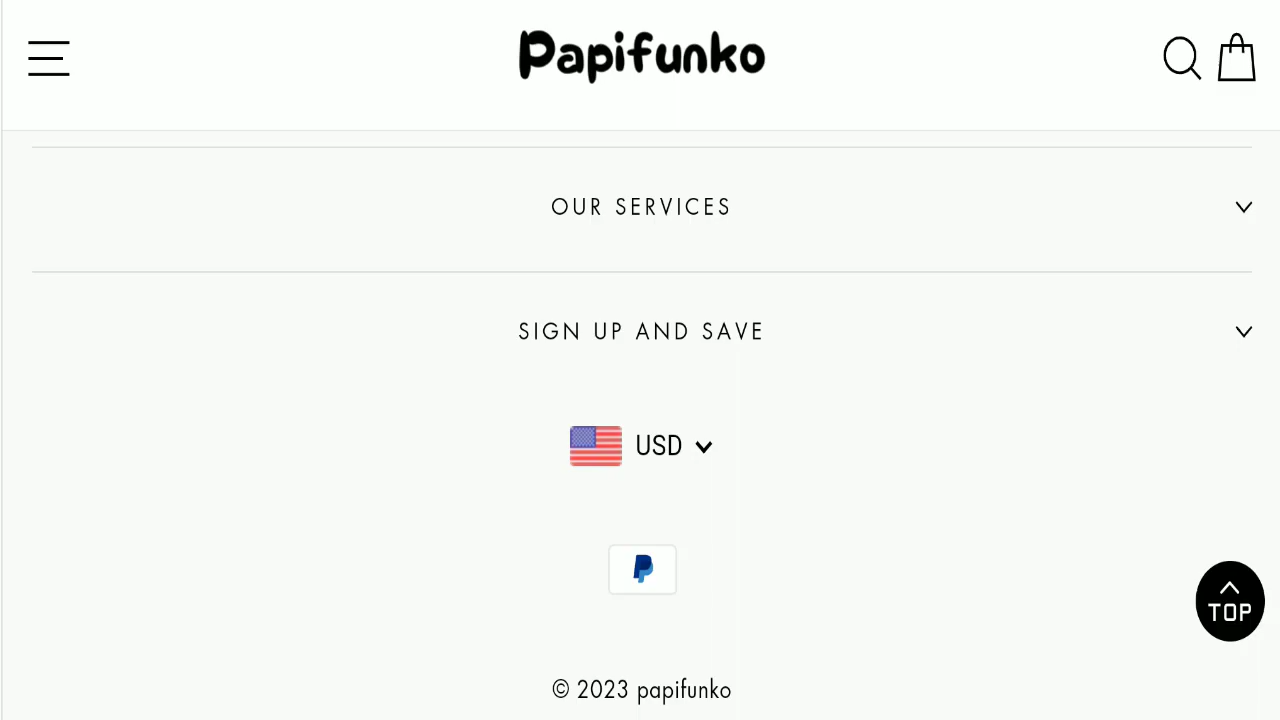 Papifunko
OUR SERVICES
SIGN UP AND SAVE
USD
TOP
© 2023 papifunko